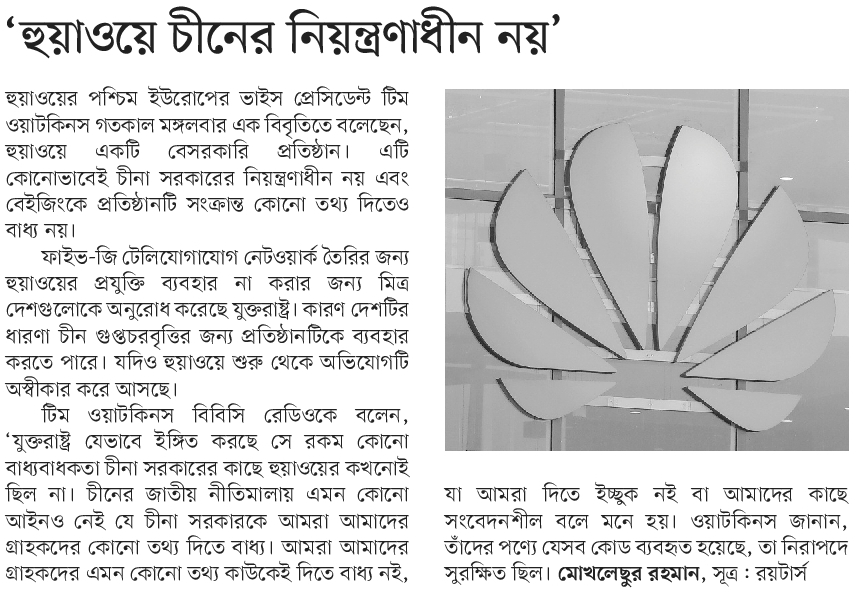 ‘হুয়াওয়ে চীনের নিয়ন্ত্রণাধীন নয়’
হুয়াওয়ের পশ্চিম ইউরোপের ভাইস প্রেসিডেন্ট টিম
ওয়াটকিনস গতকাল মঙ্গলবার এক বিবৃতিতে বলেছেন,
হুয়াওয়ে একটি বেসরকারি প্রতিষ্ঠান। এটি
কোনোভাবেই চীনা সরকারের নিয়ন্ত্রণাধীন নয় এবং
বেইজিংকে প্রতিষ্ঠানটি সংক্রান্ত কোনো তথ্য দিতেও
বাধ্য নয়।
ফাইভ-জি টেলিযোগাযোগ নেটওয়ার্ক তৈরির জন্য
হুয়াওয়ের প্রযুক্তি ব্যবহার না করার জন্য মিত্র
দেশগুলোকে অনুরোধ করেছে যুক্তরাষ্ট্র। কারণ দেশটির
ধারণা চীন গুপ্তচরবৃত্তির জন্য প্রতিষ্ঠানটিকে ব্যবহার
করতে পারে। যদিও হুয়াওয়ে শুরু থেকে অভিযোগটি
অস্বীকার করে আসছে।
টিম ওয়াটকিনস বিবিসি রেডিওকে বলেন,
‘যুক্তরাষ্ট্র যেভাবে ইঙ্গিত করছে সে রকম কোনো
বাধ্যবাধকতা চীনা সরকারের কাছে হুয়াওয়ের কখনোই
ছিল না। চীনের জাতীয় নীতিমালায় এমন কোনো
আইনও নেই যে চীনা সরকারকে আমরা আমাদের
গ্রাহকদের কোনো তথ্য দিতে বাধ্য। আমরা আমাদের
গ্রাহকদের এমন কোনো তথ্য কাউকেই দিতে বাধ্য নই,
যা আমরা দিতে ইচ্ছুক নই বা আমাদের কাছে
সংবেদনশীল বলে মনে হয়। ওয়াটকিনস জানান,
তাঁদের পণ্যে যেসব কোড ব্যবহৃত হয়েছে, তা নিরাপদে
সুরক্ষিত ছিল। মোখলেছুর রহমান, সূত্র : রয়টার্স